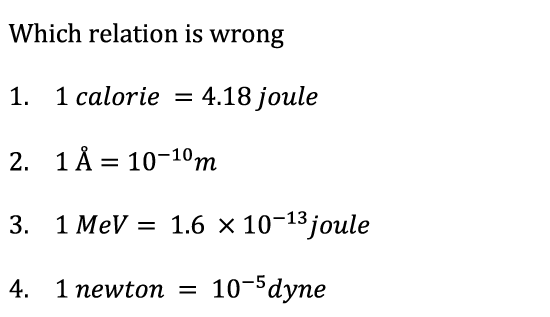 Which relation is wrong
1. 1 calorie = 4.18 joule
2. 1 Å = 10⁻¹⁰m
3. 1 MeV = 1.6 × 10⁻¹³joule
4. 1 newton = 10⁻⁵dyne